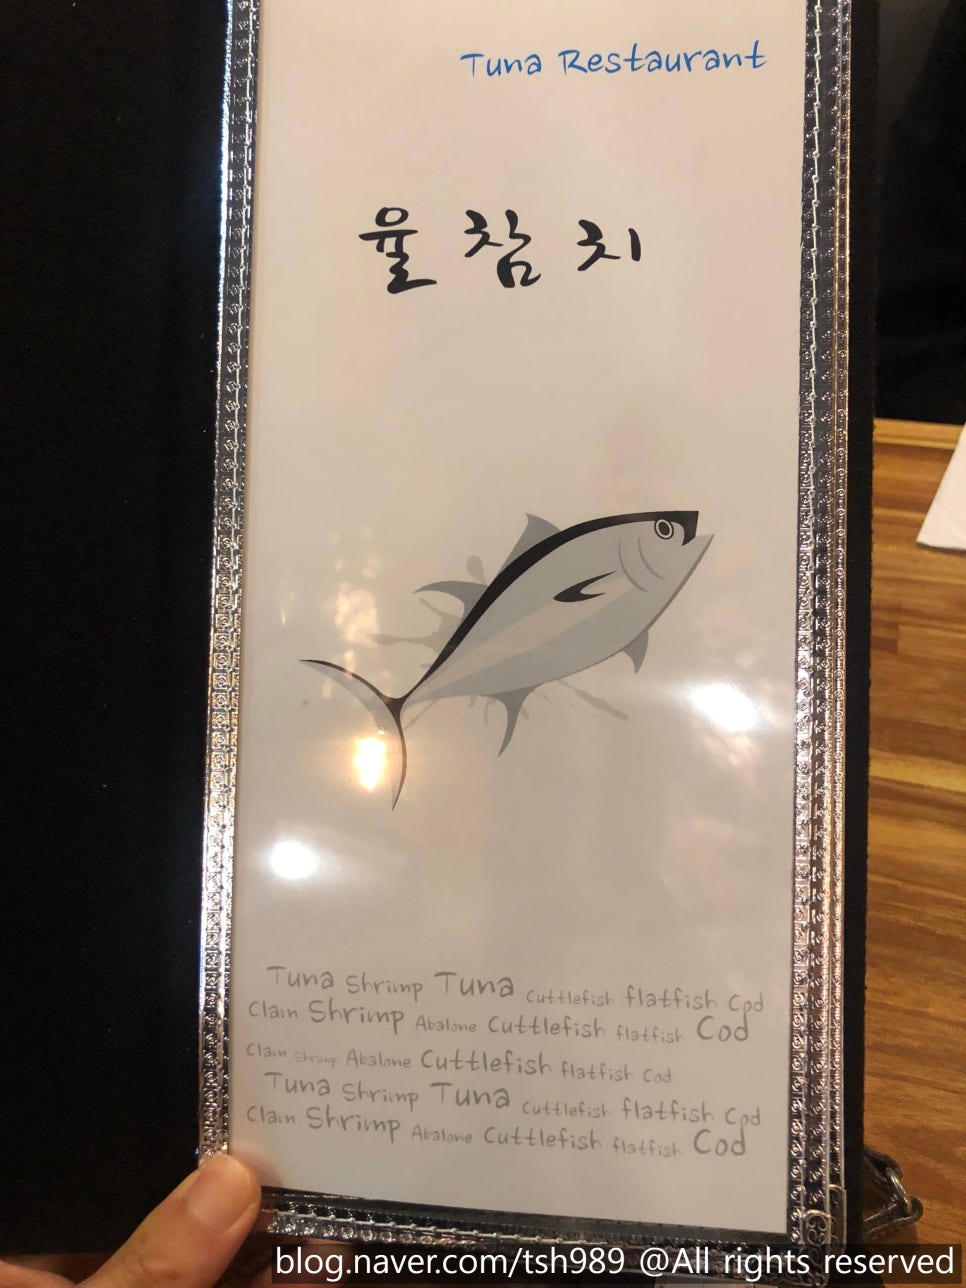 Tuna Restaurant
율 참 치
Tuna Shrimp Tuna Cuttlefish flatfish Cod
Clam Shrimp Abalone Cuttlefish flatfish Cod
Clam Shrimp Abalone Cuttlefish flatfish Cod
Tuna Shrimp Tuna Cuttlefish flatfish Cod
Clam Shrimp Abalone Cuttlefish flatfish Cod
blog.naver.com/tsh989 @All rights reserved